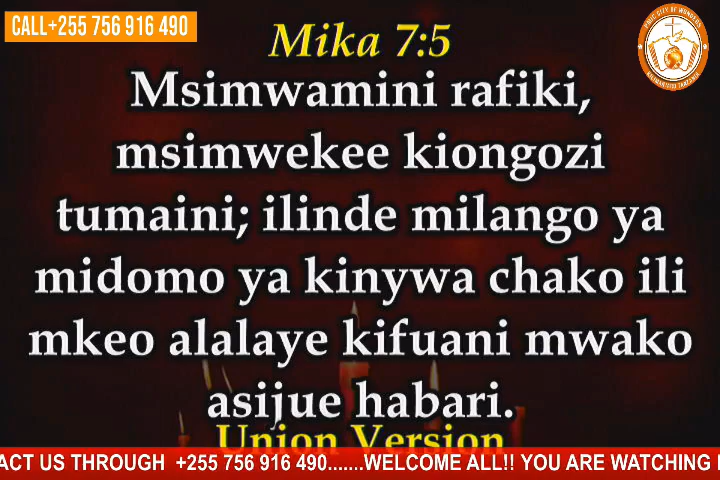 CALL+255 756 916 490
Mika 7:5
Msimwamini rafiki,
msimwekee kiongozi
tumaini; ilinde milango ya
midomo ya kinywa chako ili
mkeo alalaye kifuani mwako
asijue habari.
Union Version
ACT US THROUGH +255 756 916 490.......WELCOME ALL!! YOU ARE WATCHING